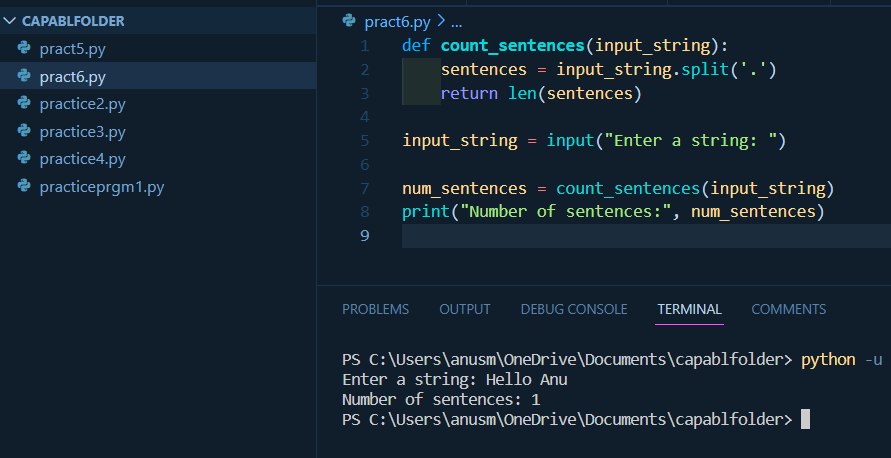 CAPABLFOLDER
pract5.py
pract6.py
practice2.py
practice3.py
practice4.py
practiceprgm1.py
pract6.py > ...
1 def count_sentences(input_string):
2     sentences = input_string.split('.')
3     return len(sentences)
4
5 input_string = input("Enter a string: ")
6
7 num_sentences = count_sentences(input_string)
8 print("Number of sentences:", num_sentences)
9
PROBLEMS OUTPUT DEBUG CONSOLE TERMINAL COMMENTS
PS C:\Users\anusm\OneDrive\Documents\capablfolder> python -u
Enter a string: Hello Anu
Number of sentences: 1
PS C:\Users\anusm\OneDrive\Documents\capablfolder>